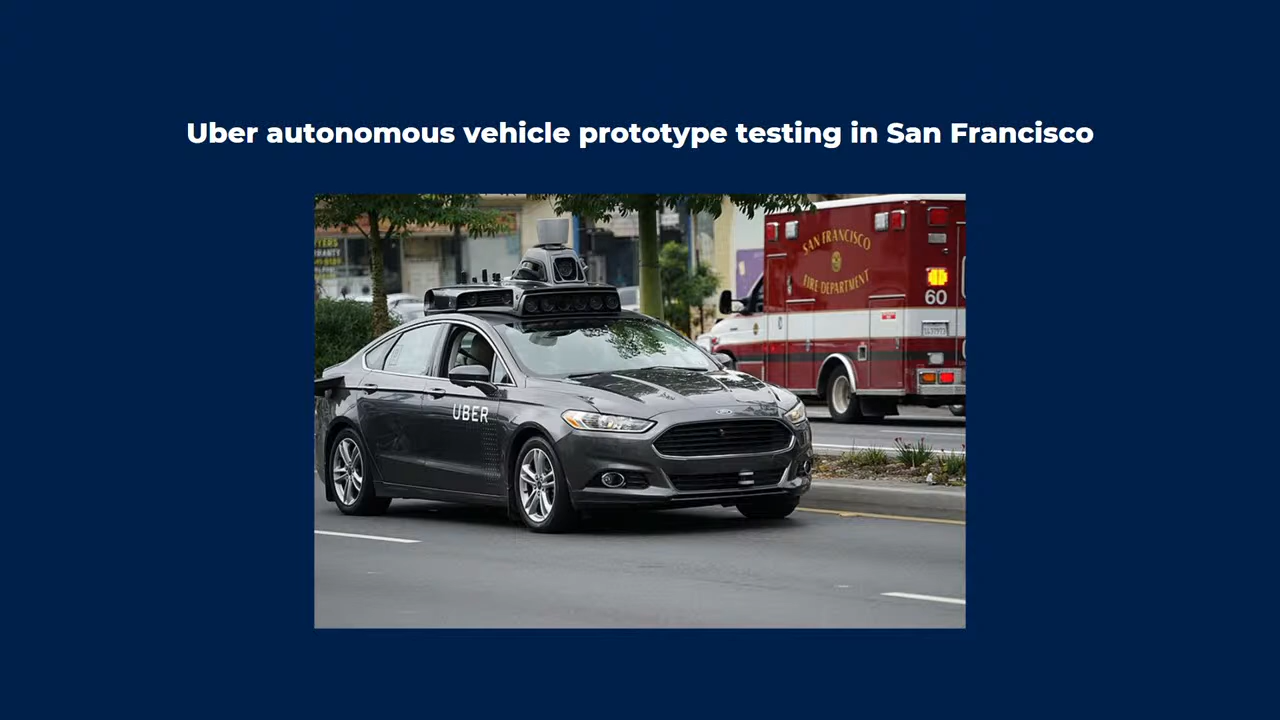 Uber autonomous vehicle prototype testing in San Francisco
SAN FRANCISCO
FIRE DEPARTMENT
60
UBER